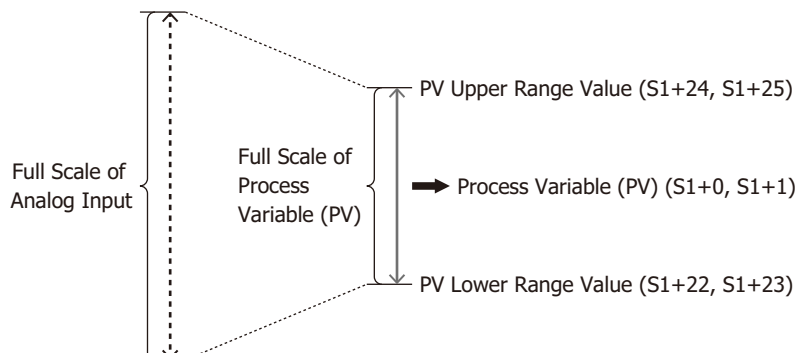 PV Upper Range Value (S1+24, S1+25)
Full Scale of
Analog Input
Full Scale of
Process
Variable (PV)
Process Variable (PV) (S1+0, S1+1)
PV Lower Range Value (S1+22, S1+23)